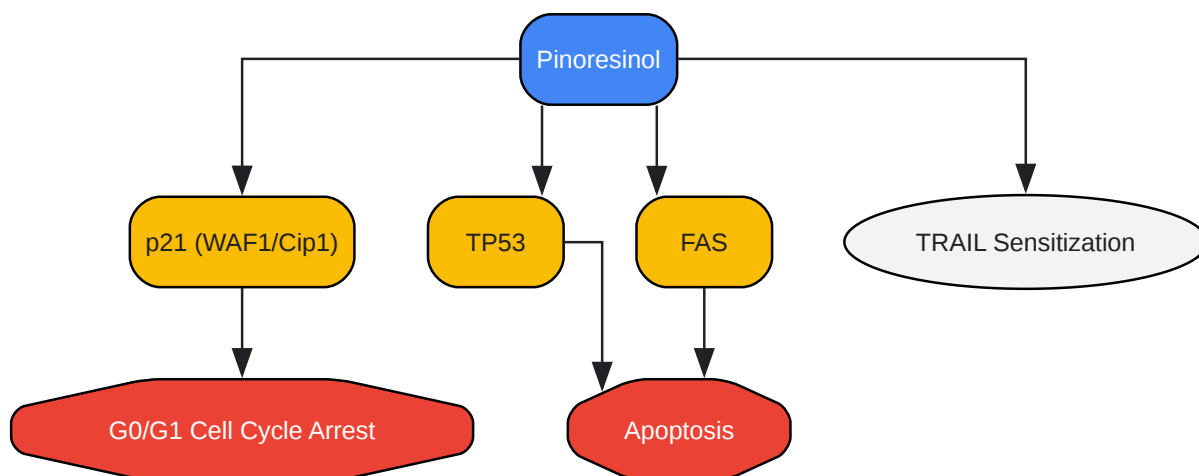 Pinoresinol
p21 (WAF1/Cip1)
TP53
FAS
TRAIL Sensitization
G0/G1 Cell Cycle Arrest
Apoptosis